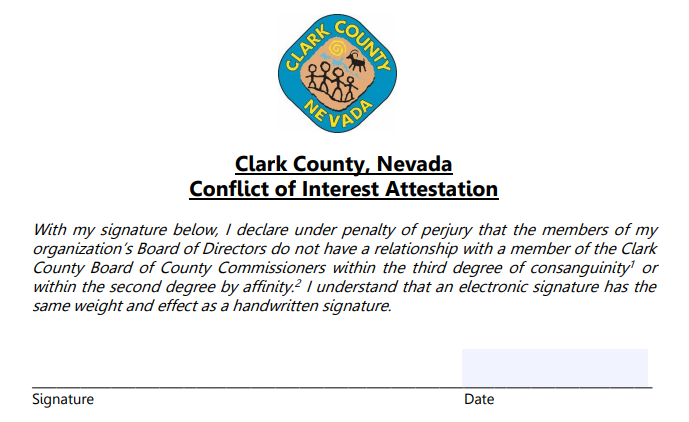 CLARK COUNTY
NEVADA
Clark County, Nevada
Conflict of Interest Attestation
With my signature below, I declare under penalty of perjury that the members of my
organization's Board of Directors do not have a relationship with a member of the Clark
County Board of County Commissioners within the third degree of consanguinity¹ or
within the second degree by affinity.² I understand that an electronic signature has the
same weight and effect as a handwritten signature.
Signature
Date